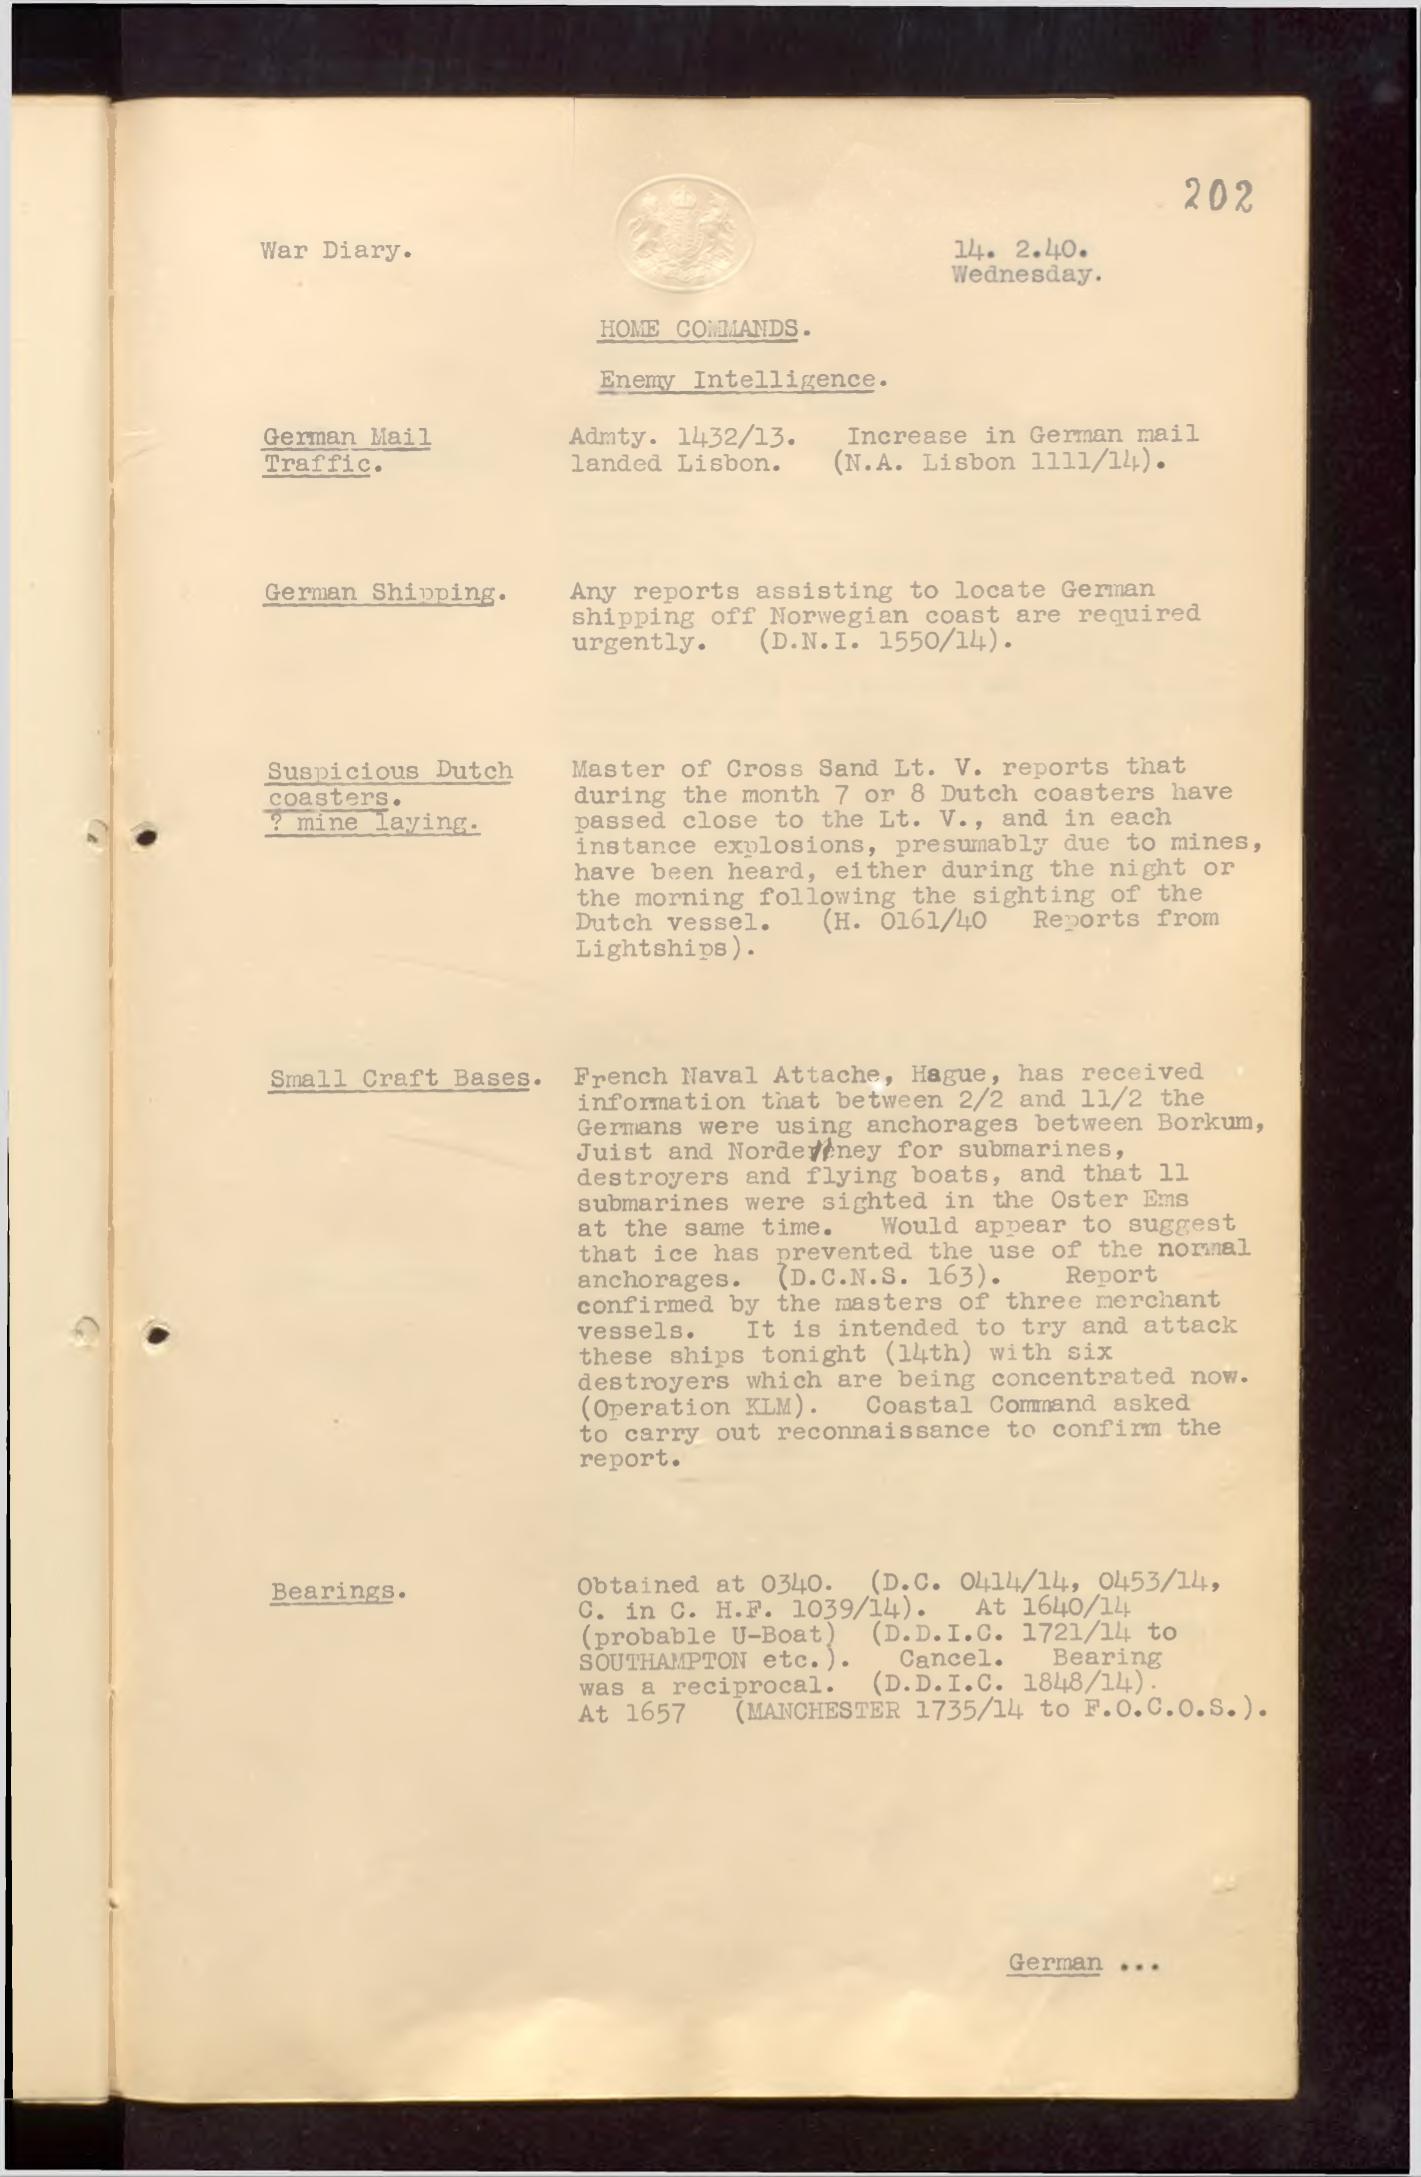 202
War Diary.
14. 2.40.
Wednesday.
HOME COMMANDS.
Enemy Intelligence.
German Mail
Traffic.
Admty. 1432/13. Increase in German mail
landed Lisbon. (N.A. Lisbon 1111/14).
German Shipping.
Any reports assisting to locate German
shipping off Norwegian coast are required
urgently. (D.N.I. 1550/14).
Suspicious Dutch
coasters.
? mine laying.
Master of Cross Sand Lt. V. reports that
during the month 7 or 8 Dutch coasters have
passed close to the Lt. V., and in each
instance explosions, presumably due to mines,
have been heard, either during the night or
the morning following the sighting of the
Dutch vessel. (H. 0161/40 Reports from
Lightships).
Small Craft Bases.
French Naval Attache, Hague, has received
information that between 2/2 and 11/2 the
Germans were using anchorages between Borkum,
Juist and Norderney for submarines,
destroyers and flying boats, and that 11
submarines were sighted in the Oster Ems
at the same time. Would appear to suggest
that ice has prevented the use of the normal
anchorages. (D.C.N.S. 163). Report
confirmed by the masters of three merchant
vessels. It is intended to try and attack
these ships tonight (14th) with six
destroyers which are being concentrated now.
(Operation KLM). Coastal Command asked
to carry out reconnaissance to confirm the
report.
Bearings.
Obtained at 0340. (D.C. 0414/14, 0453/14,
C. in C. H.F. 1039/14). At 1640/14
(probable U-Boat) (D.D.I.C. 1721/14 to
SOUTHAMPTON etc.). Cancel. Bearing
was a reciprocal. (D.D.I.C. 1848/14).
At 1657 (MANCHESTER 1735/14 to F.O.C.O.S.).
German ...